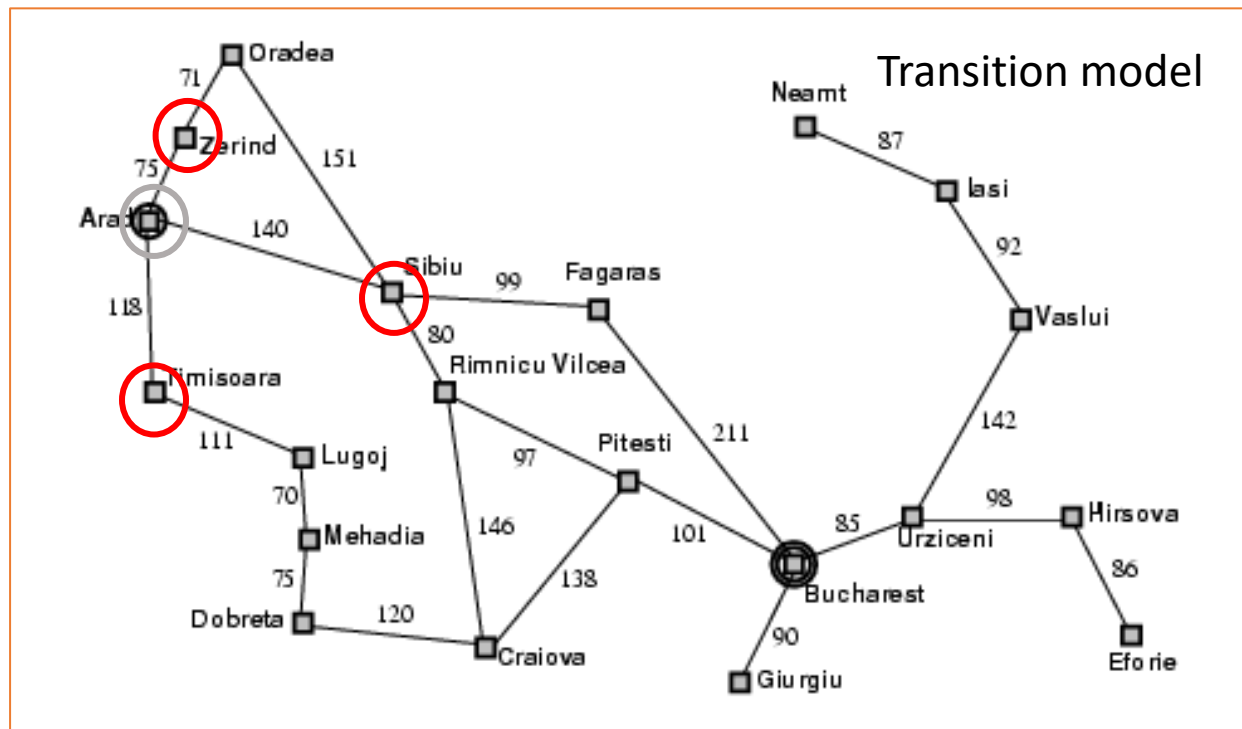 Oradea
Transition model
71
Neamt
Zerind
87
75
151
Iasi
Arad
140
92
Sibiu
99
Fagaras
118
80
Vaslui
Timisoara
Rimnicu Vilcea
142
111
211
Lugoj
97
Pitesti
70
98
Hirsova
146
101
85
Urziceni
Mehadia
138
86
75
Bucharest
Dobreta
120
90
Craiova
Eforie
Giurgiu